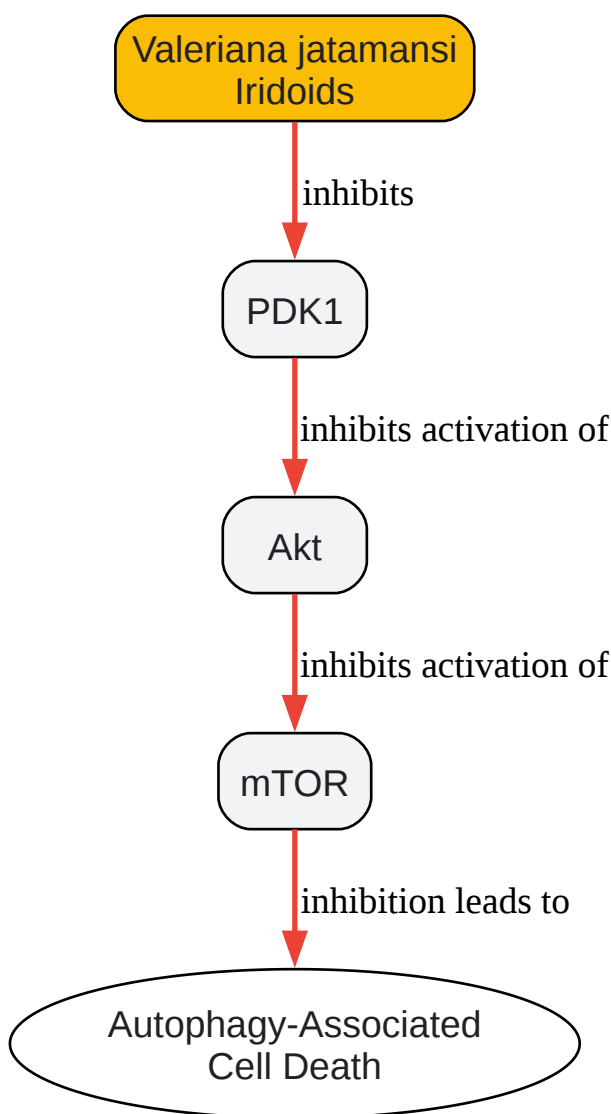 Valeriana jatamansi
Iridoids
inhibits
PDK1
inhibits activation of
Akt
inhibits activation of
mTOR
inhibition leads to
Autophagy-Associated
Cell Death